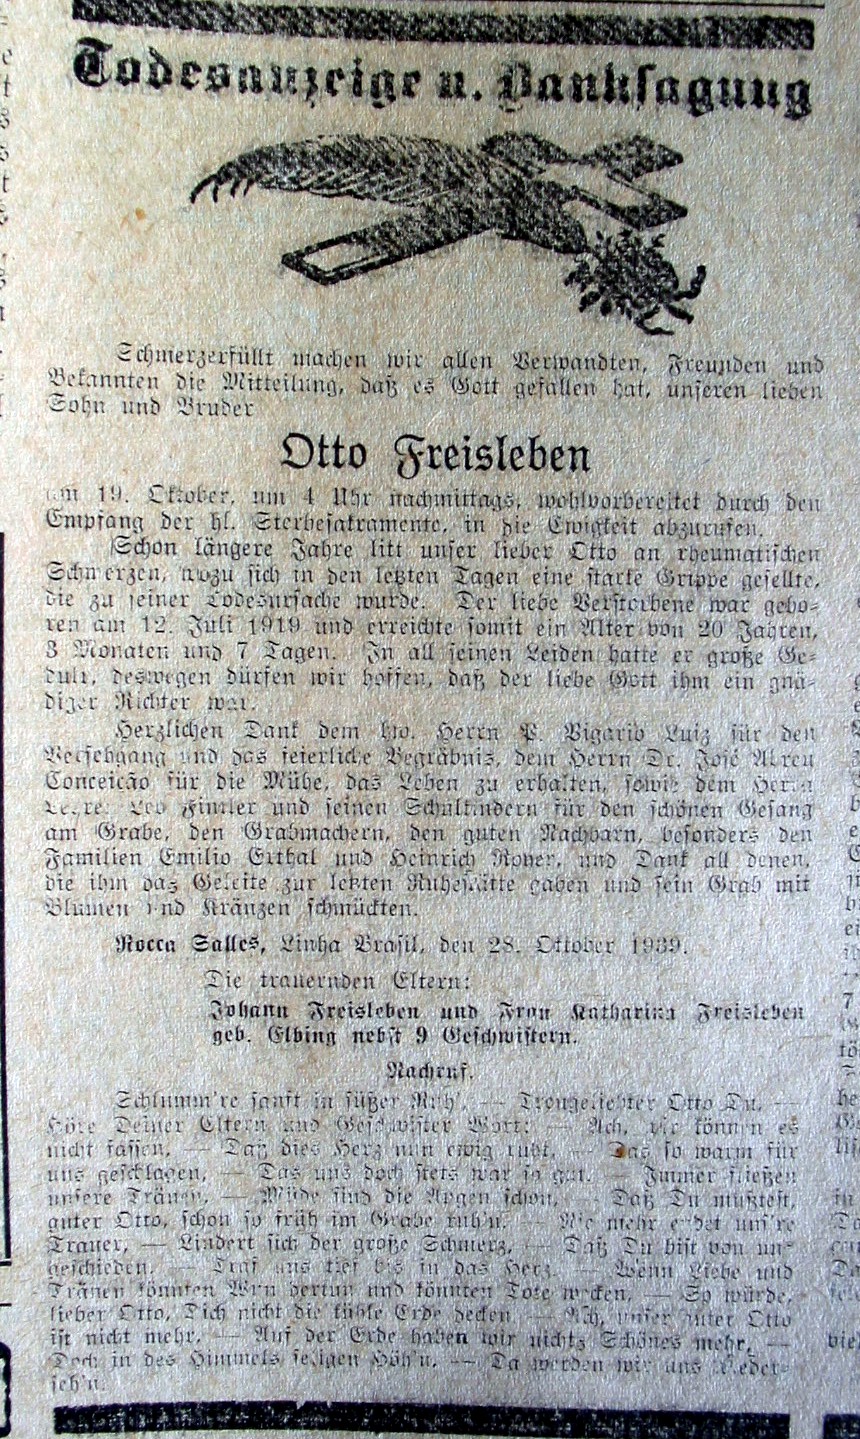 Todesanzeige u. Danksagung
Schmerzerfüllt machen wir allen Verwandten, Freunden und
Bekannten die Mitteilung, daß es Gott gefallen hat, unseren lieben
Sohn und Bruder
Otto Freisleben
am 19. Oktober, um 4 Uhr nachmittags, wohlvorbereitet durch den
Empfang der hl. Sterbesakramente, in die Ewigkeit abzurufen.
Schon längere Jahre litt unser lieber Otto an rheumatischen
Schmerzen, wozu sich in den letzten Tagen eine starke Grippe gesellte,
die zu seiner Todesursache wurde. Der liebe Verstorbene war gebo-
ren am 12. Juli 1919 und erreichte somit ein Alter von 20 Jahren,
3 Monaten und 7 Tagen. In all seinen Leiden hatte er große Ge-
dult, deswegen dürfen wir hoffen, daß der liebe Gott ihm ein gnä-
diger Richter war.
Herzlichen Dank dem hw. Herrn P. Vigario Luiz für den
Versehgang und das feierliche Begräbnis, dem Herrn Dr. José Abreu
Conceição für die Mühe, das Leben zu erhalten, sowie dem Herrn
Lehrer Leo Finkler und seinen Schulkindern für den schönen Gesang
am Grabe, den Grabmachern, den guten Nachbarn, besonders den
Familien Emilio Erthal und Heinrich und Dank all denen,
die ihm das Geleite zur letzten Ruhestätte gaben und sein Grab mit
Blumen und Kränzen schmückten.
Rocca Salles, Linha Brasil, den 28. Oktober 1939.
Die trauernden Eltern:
Johann Freisleben und Frau Katharina Freisleben
geb. Elbing nebst 9 Geschwistern.
Nachruf.
Schlumm're sanft in süßer Ruh', — Treugeliebter Otto Du, —
Höre Deiner Eltern und Geschwister Wort: — Ach, wir können es
nicht fassen, — Daß dies Herz nun ewig ruht, — Das so warm für
uns geschlagen, — Das uns doch stets war so gut. — Immer fließen
unsere Tränen, — Müde sind die Augen schon, — Daß Du mußtest,
guter Otto, schon so früh im Grabe ruh'n. — Nie mehr endet uns're
Trauer, — Lindert sich der große Schmerz, — Daß Du bist von un-
geschieden, — Traf uns tief bis in das Herz. — Wenn Liebe und
Tränen könnten Wun dertun und könnten Tote wecken, — So würde,
lieber Otto, Dich nicht die kühle Erde decken. — Ach, unser guter Otto
ist nicht mehr, — Auf der Erde haben wir nichts Schönes mehr, —
Doch in des Himmels seligen Höh'n, — Da werden wir uns wieder-
seh'n.